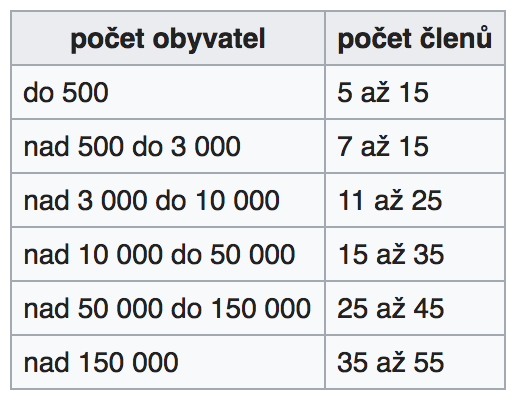 počet obyvatel počet členů
do 500 5 až 15
nad 500 do 3 000 7 až 15
nad 3 000 do 10 000 11 až 25
nad 10 000 do 50 000 15 až 35
nad 50 000 do 150 000 25 až 45
nad 150 000 35 až 55